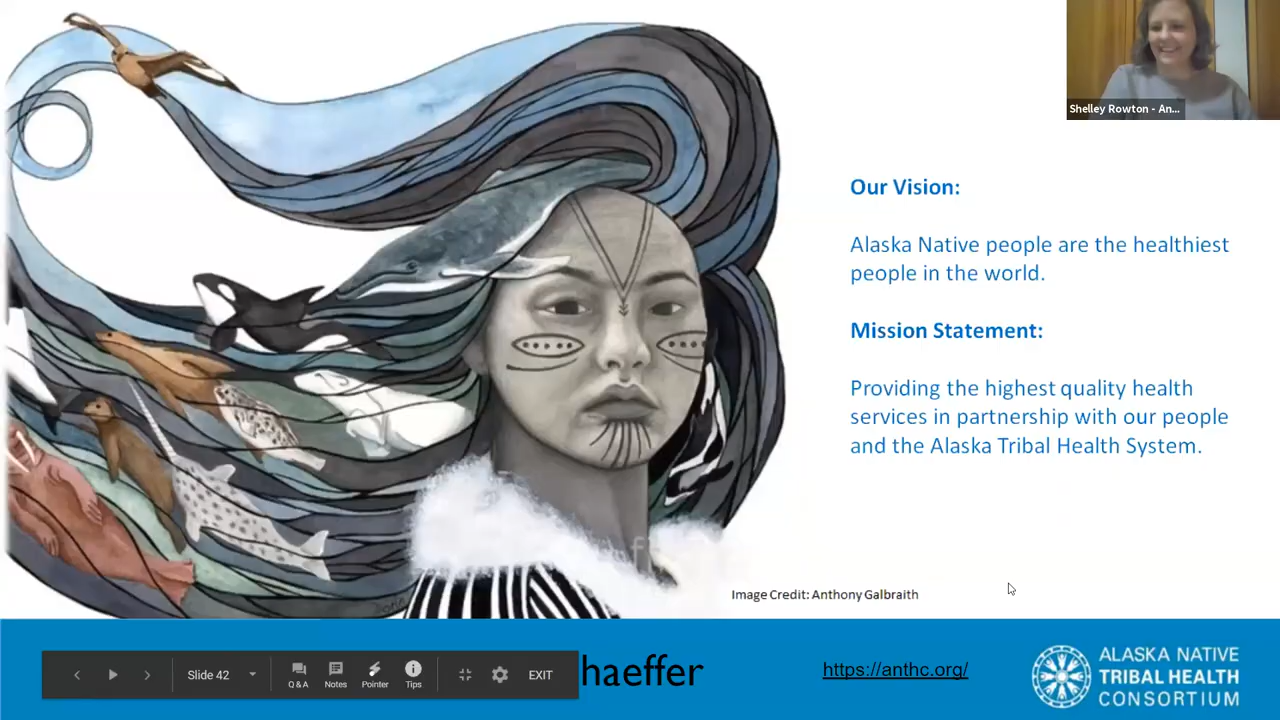 Shelley Rowton - An...
Our Vision:
Alaska Native people are the healthiest
people in the world.
Mission Statement:
Providing the highest quality health
services in partnership with our people
and the Alaska Tribal Health System.
Image Credit: Anthony Galbraith
Slide 42
Q & A
Notes
Pointer
Tips
EXIT
haeffer
https://anthc.org/
ALASKA NATIVE
TRIBAL HEALTH
CONSORTIUM